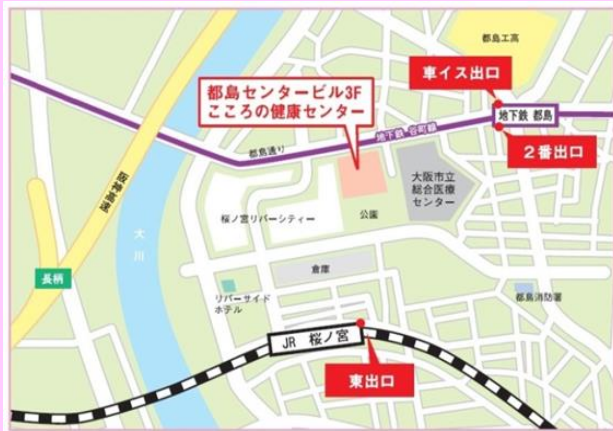 都島工高
車イス出口
都島センタービル3F
こころの健康センター
地下鉄 都島
地下鉄 谷町線
2番出口
都島通り
阪神高速
大阪市立
総合医療
センター
大川
桜ノ宮リバーシティー
公園
長柄
倉庫
リバーサイド
ホテル
都島消防署
JR 桜ノ宮
東出口